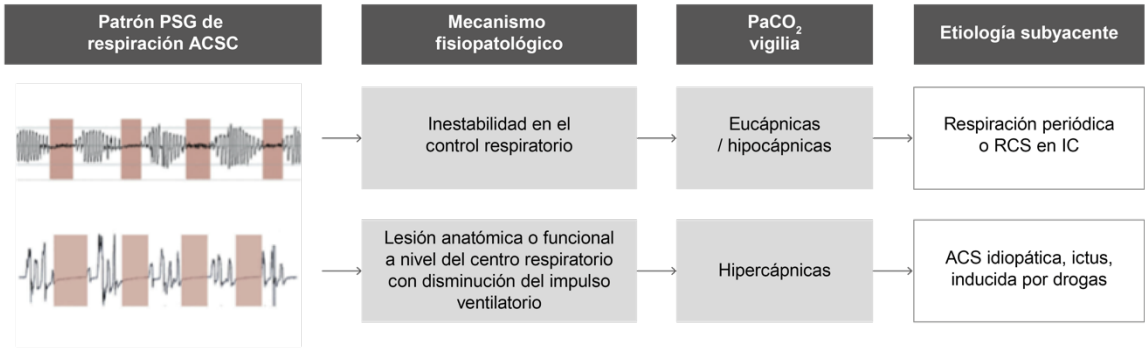 Patrón PSG de
respiración ACSC
Mecanismo
fisiopatológico
PaCO₂
vigilia
Etiología subyacente
Inestabilidad en el
control respiratorio
Eucápnicas
/ hipocápnicas
Respiración periódica
o RCS en IC
Lesión anatómica o funcional
a nivel del centro respiratorio
con disminución del impulso
ventilatorio
Hipercápnicas
ACS idiopática, ictus,
inducida por drogas